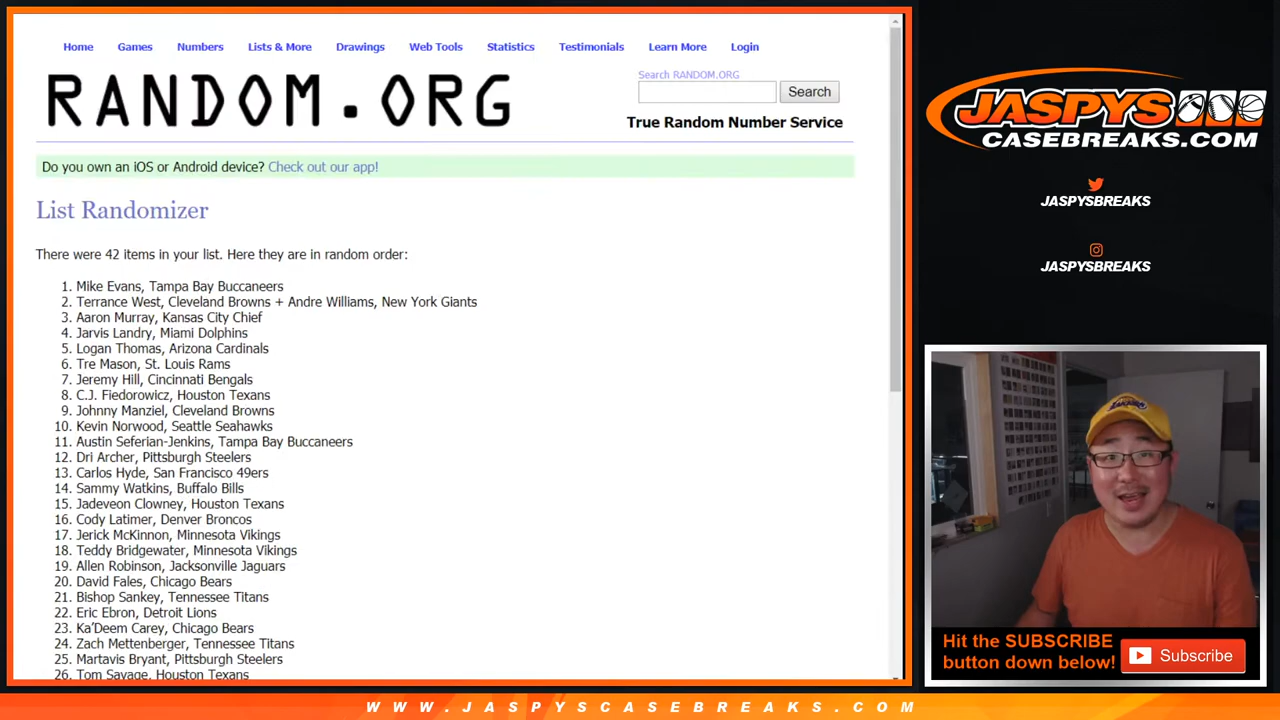 Home Games Numbers Lists & More Drawings Web Tools Statistics Testimonials Learn More Login
RANDOM.ORG
Search RANDOM.ORG
Search
True Random Number Service
Do you own an iOS or Android device? Check out our app!
List Randomizer
There were 42 items in your list. Here they are in random order:
1. Mike Evans, Tampa Bay Buccaneers
2. Terrance West, Cleveland Browns + Andre Williams, New York Giants
3. Aaron Murray, Kansas City Chief
4. Jarvis Landry, Miami Dolphins
5. Logan Thomas, Arizona Cardinals
6. Tre Mason, St. Louis Rams
7. Jeremy Hill, Cincinnati Bengals
8. C.J. Fiedorowicz, Houston Texans
9. Johnny Manziel, Cleveland Browns
10. Kevin Norwood, Seattle Seahawks
11. Austin Seferian-Jenkins, Tampa Bay Buccaneers
12. Dri Archer, Pittsburgh Steelers
13. Carlos Hyde, San Francisco 49ers
14. Sammy Watkins, Buffalo Bills
15. Jadeveon Clowney, Houston Texans
16. Cody Latimer, Denver Broncos
17. Jerick McKinnon, Minnesota Vikings
18. Teddy Bridgewater, Minnesota Vikings
19. Allen Robinson, Jacksonville Jaguars
20. David Fales, Chicago Bears
21. Bishop Sankey, Tennessee Titans
22. Eric Ebron, Detroit Lions
23. Ka'Deem Carey, Chicago Bears
24. Zach Mettenberger, Tennessee Titans
25. Martavis Bryant, Pittsburgh Steelers
26. Tom Savage, Houston Texans
JASPYS
CASEBREAKS.COM
JASPYSBREAKS
JASPYSBREAKS
Hit the SUBSCRIBE
button down below!
Subscribe
WWW.JASPYSCASEBREAKS.COM